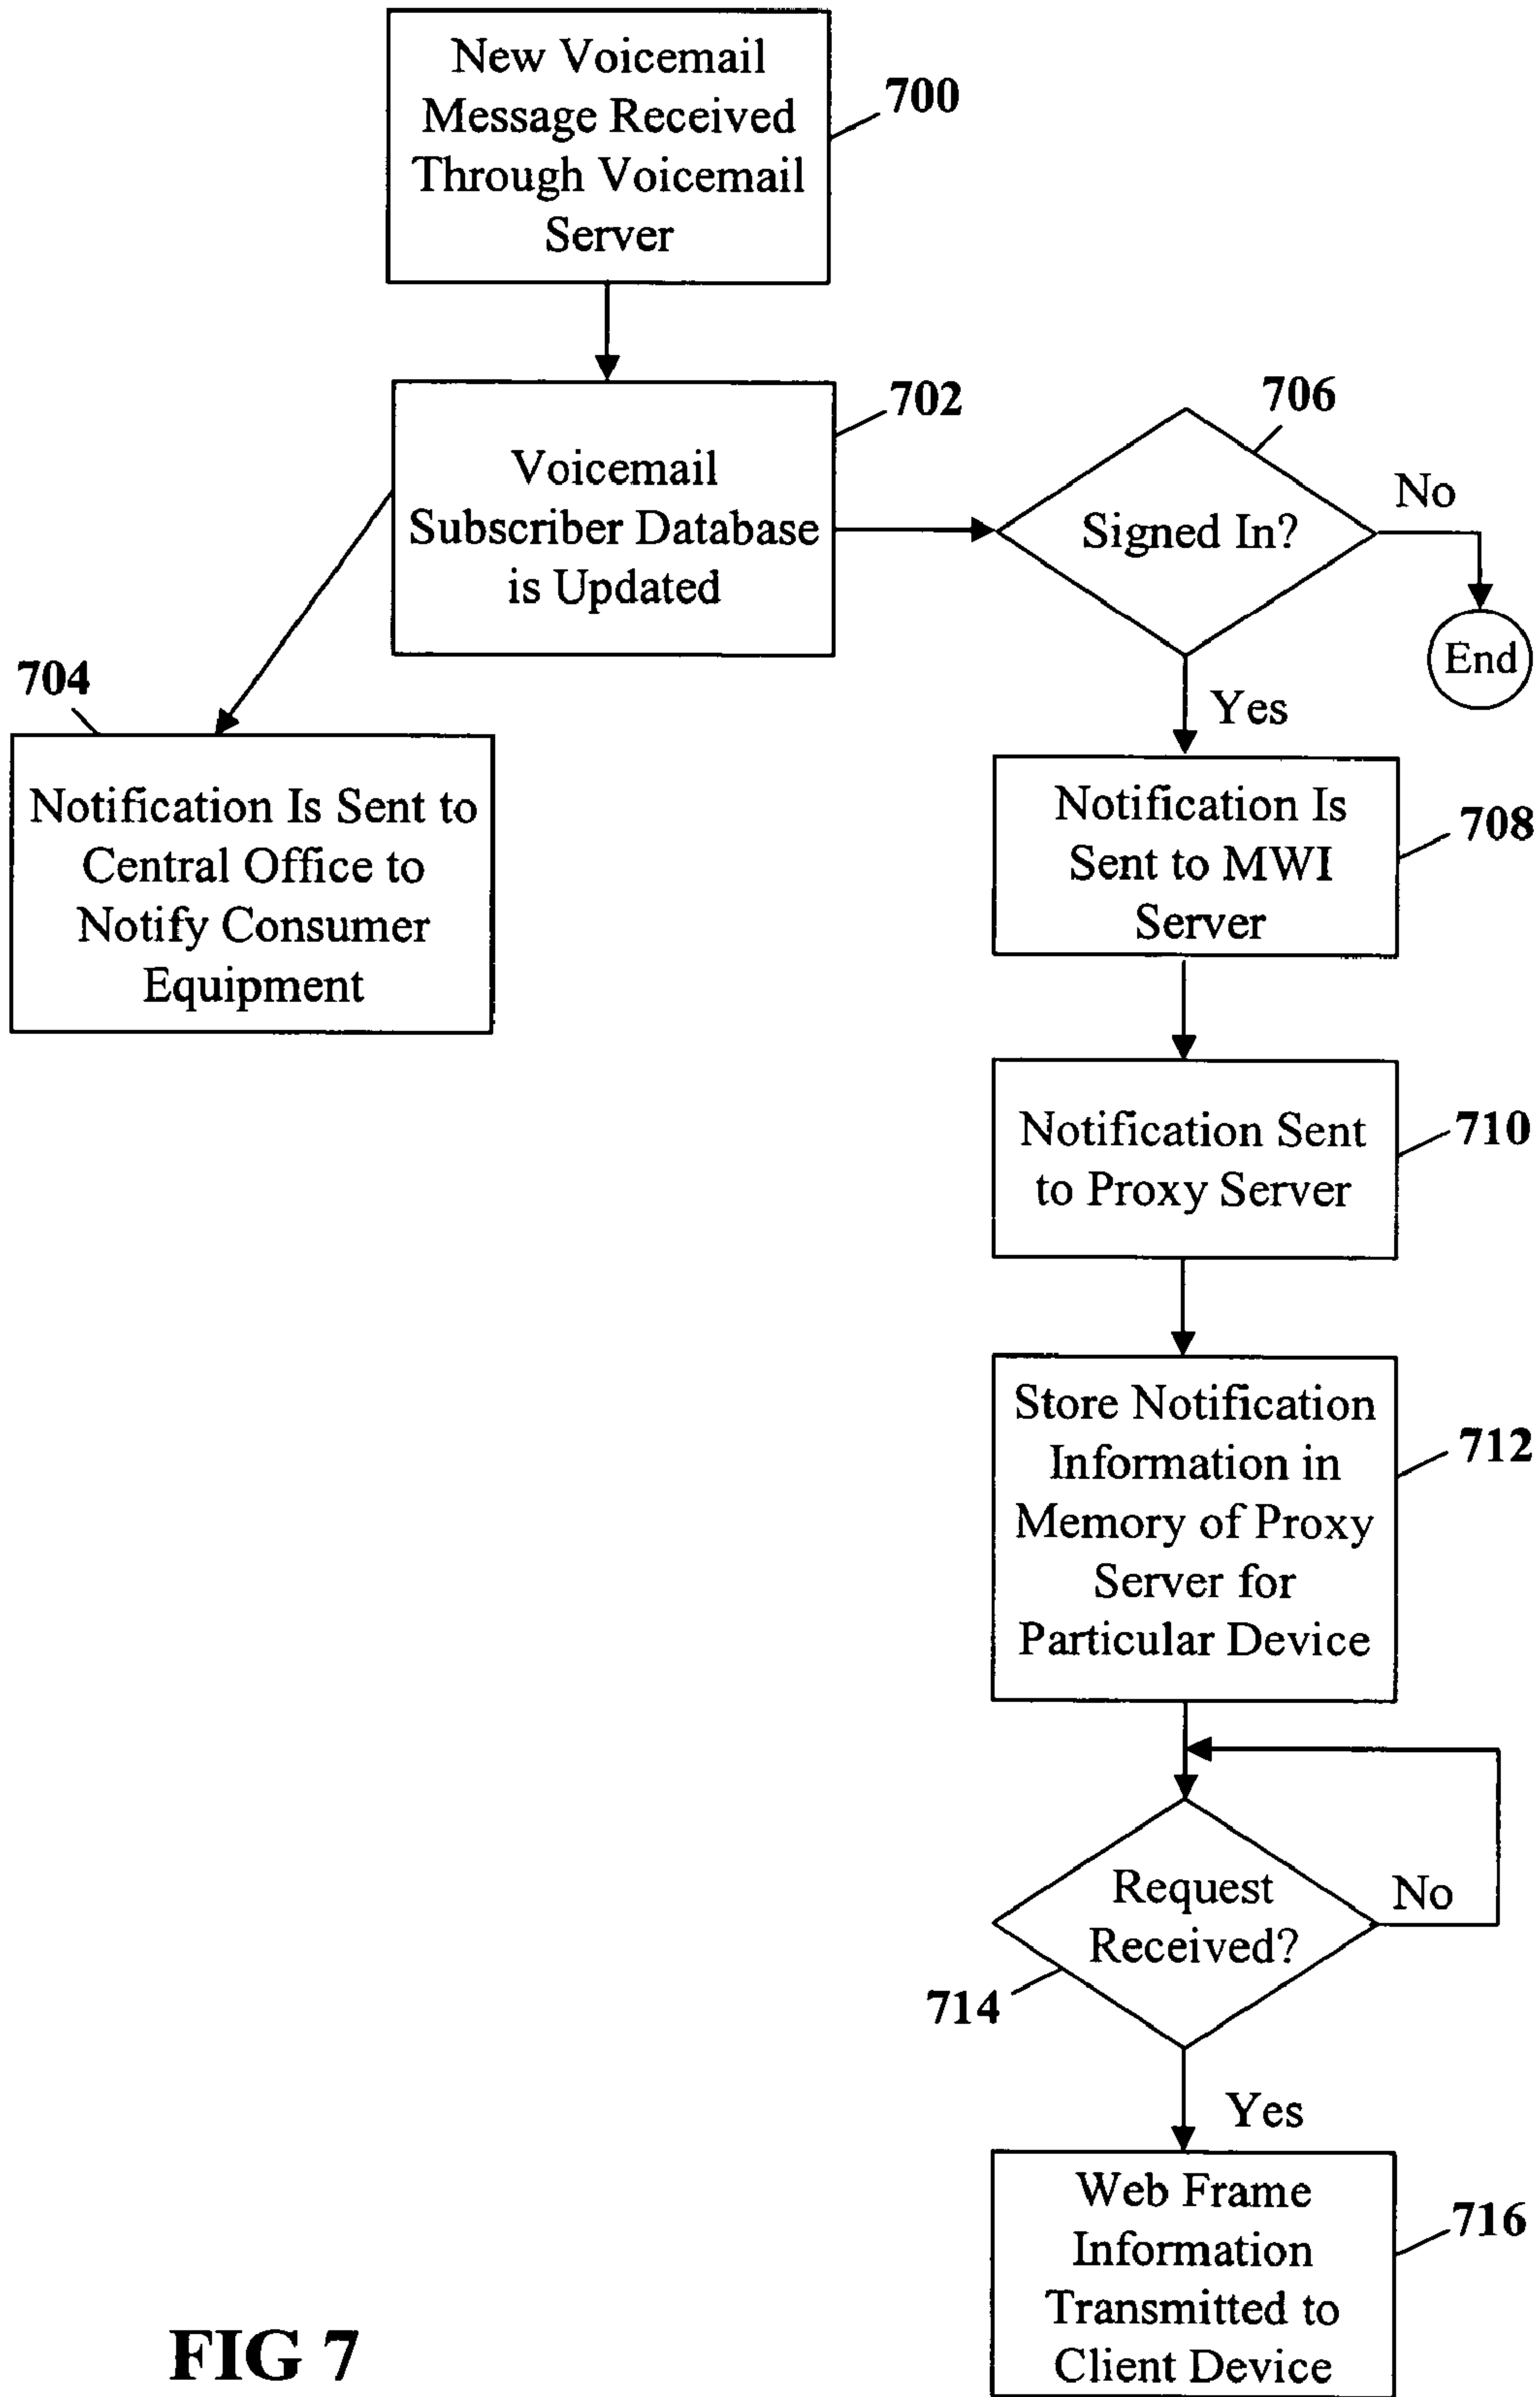 New Voicemail
Message Received
Through Voicemail
Server
700
Voicemail
Subscriber Database
is Updated
702
706
Signed In?
No
End
Yes
704
Notification Is Sent to
Central Office to
Notify Consumer
Equipment
Notification Is
Sent to MWI
Server
708
Notification Sent
to Proxy Server
710
Store Notification
Information in
Memory of Proxy
Server for
Particular Device
712
Request
Received?
No
714
Yes
Web Frame
Information
Transmitted to
Client Device
716
FIG 7